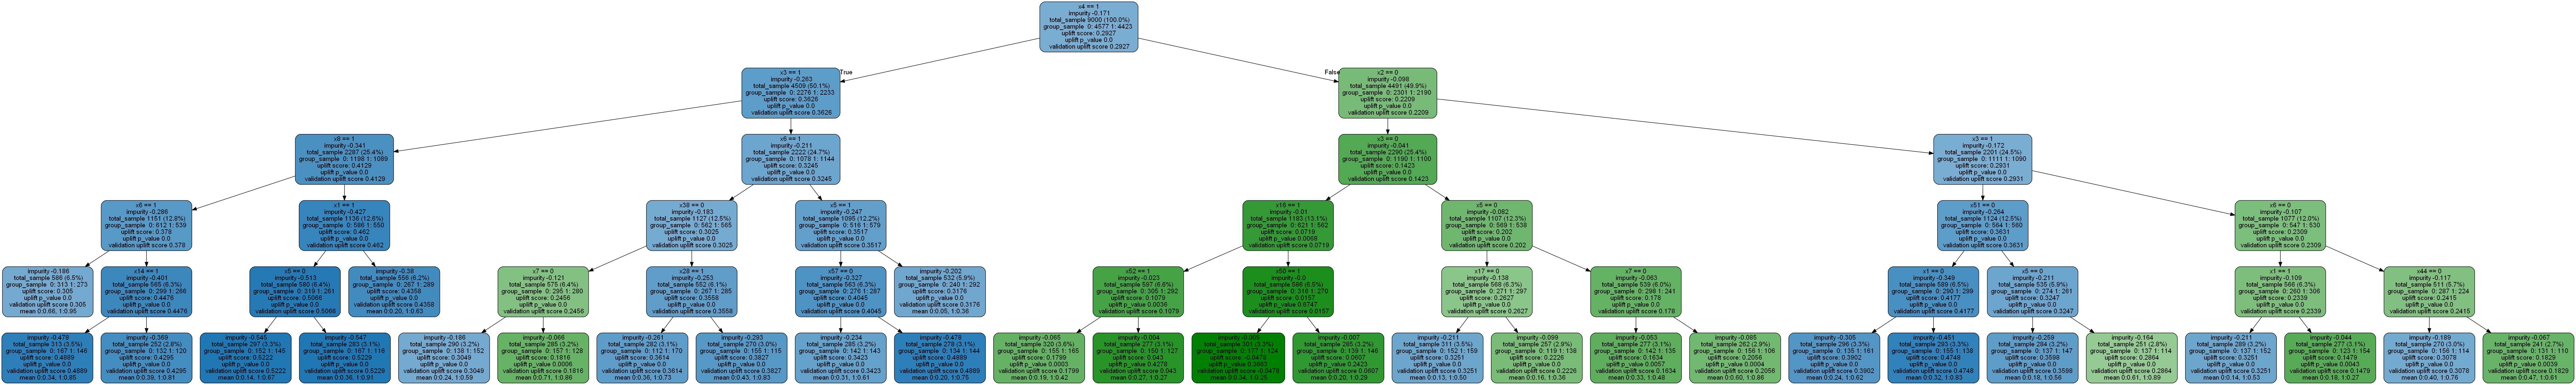 x4 == 1
impurity -0.171
total_sample 9000 (100.0%)
group_sample 0: 4577 1: 4423
uplift score: 0.2927
uplift p_value 0.0
validation uplift score 0.2927
True
False
x3 == 1
impurity -0.263
total_sample 4509 (50.1%)
group_sample 0: 2276 1: 2233
uplift score: 0.3626
uplift p_value 0.0
validation uplift score 0.3626
x2 == 0
impurity -0.098
total_sample 4491 (49.9%)
group_sample 0: 2301 1: 2190
uplift score: 0.2209
uplift p_value 0.0
validation uplift score 0.2209
x8 == 1
impurity -0.341
total_sample 2287 (25.4%)
group_sample 0: 1198 1: 1089
uplift score: 0.4129
uplift p_value 0.0
validation uplift score 0.4129
x6 == 1
impurity -0.211
total_sample 2222 (24.7%)
group_sample 0: 1078 1: 1144
uplift score: 0.3245
uplift p_value 0.0
validation uplift score 0.3245
x3 == 0
impurity -0.041
total_sample 2290 (25.4%)
group_sample 0: 1190 1: 1100
uplift score: 0.1423
uplift p_value 0.0
validation uplift score 0.1423
x3 == 1
impurity -0.172
total_sample 2201 (24.5%)
group_sample 0: 1111 1: 1090
uplift score: 0.2931
uplift p_value 0.0
validation uplift score 0.2931
x6 == 1
impurity -0.286
total_sample 1151 (12.8%)
group_sample 0: 612 1: 539
uplift score: 0.378
uplift p_value 0.0
validation uplift score 0.378
x1 == 1
impurity -0.427
total_sample 1136 (12.6%)
group_sample 0: 586 1: 550
uplift score: 0.462
uplift p_value 0.0
validation uplift score 0.462
x38 == 0
impurity -0.183
total_sample 1127 (12.5%)
group_sample 0: 562 1: 565
uplift score: 0.3025
uplift p_value 0.0
validation uplift score 0.3025
x5 == 1
impurity -0.247
total_sample 1095 (12.2%)
group_sample 0: 516 1: 579
uplift score: 0.3517
uplift p_value 0.0
validation uplift score 0.3517
x16 == 1
impurity -0.01
total_sample 1183 (13.1%)
group_sample 0: 621 1: 562
uplift score: 0.0719
uplift p_value 0.0068
validation uplift score 0.0719
x5 == 0
impurity -0.082
total_sample 1107 (12.3%)
group_sample 0: 569 1: 538
uplift score: 0.202
uplift p_value 0.0
validation uplift score 0.202
x51 == 0
impurity -0.264
total_sample 1124 (12.5%)
group_sample 0: 564 1: 560
uplift score: 0.3631
uplift p_value 0.0
validation uplift score 0.3631
x6 == 0
impurity -0.107
total_sample 1077 (12.0%)
group_sample 0: 547 1: 530
uplift score: 0.2309
uplift p_value 0.0
validation uplift score 0.2309
impurity -0.186
total_sample 586 (6.5%)
group_sample 0: 313 1: 273
uplift score: 0.305
uplift p_value 0.0
validation uplift score 0.305
mean 0:0.66, 1:0.95
x14 == 1
impurity -0.401
total_sample 565 (6.3%)
group_sample 0: 299 1: 266
uplift score: 0.4476
uplift p_value 0.0
validation uplift score 0.4476
x5 == 0
impurity -0.513
total_sample 580 (6.4%)
group_sample 0: 319 1: 261
uplift score: 0.5066
uplift p_value 0.0
validation uplift score 0.5066
impurity -0.38
total_sample 556 (6.2%)
group_sample 0: 267 1: 289
uplift score: 0.4358
uplift p_value 0.0
validation uplift score 0.4358
mean 0:0.20, 1:0.63
x7 == 0
impurity -0.121
total_sample 575 (6.4%)
group_sample 0: 295 1: 280
uplift score: 0.2456
uplift p_value 0.0
validation uplift score 0.2456
x28 == 1
impurity -0.253
total_sample 552 (6.1%)
group_sample 0: 267 1: 285
uplift score: 0.3558
uplift p_value 0.0
validation uplift score 0.3558
x57 == 0
impurity -0.327
total_sample 563 (6.3%)
group_sample 0: 276 1: 287
uplift score: 0.4045
uplift p_value 0.0
validation uplift score 0.4045
impurity -0.202
total_sample 532 (5.9%)
group_sample 0: 240 1: 292
uplift score: 0.3176
uplift p_value 0.0
validation uplift score 0.3176
mean 0:0.05, 1:0.36
x52 == 1
impurity -0.023
total_sample 597 (6.6%)
group_sample 0: 305 1: 292
uplift score: 0.1079
uplift p_value 0.0036
validation uplift score 0.1079
x50 == 1
impurity -0.0
total_sample 586 (6.5%)
group_sample 0: 316 1: 270
uplift score: 0.0157
uplift p_value 0.6747
validation uplift score 0.0157
x17 == 0
impurity -0.138
total_sample 568 (6.3%)
group_sample 0: 271 1: 297
uplift score: 0.2627
uplift p_value 0.0
validation uplift score 0.2627
x7 == 0
impurity -0.063
total_sample 539 (6.0%)
group_sample 0: 298 1: 241
uplift score: 0.178
uplift p_value 0.0
validation uplift score 0.178
x1 == 0
impurity -0.349
total_sample 589 (6.5%)
group_sample 0: 290 1: 299
uplift score: 0.4177
uplift p_value 0.0
validation uplift score 0.4177
x5 == 0
impurity -0.211
total_sample 535 (5.9%)
group_sample 0: 274 1: 261
uplift score: 0.3247
uplift p_value 0.0
validation uplift score 0.3247
x1 == 1
impurity -0.109
total_sample 566 (6.3%)
group_sample 0: 260 1: 306
uplift score: 0.2339
uplift p_value 0.0
validation uplift score 0.2339
x44 == 0
impurity -0.117
total_sample 511 (5.7%)
group_sample 0: 287 1: 224
uplift score: 0.2415
uplift p_value 0.0
validation uplift score 0.2415
impurity -0.478
total_sample 313 (3.5%)
group_sample 0: 167 1: 146
uplift score: 0.4889
uplift p_value 0.0
validation uplift score 0.4889
mean 0:0.34, 1:0.85
impurity -0.369
total_sample 252 (2.8%)
group_sample 0: 132 1: 120
uplift score: 0.4295
uplift p_value 0.0
validation uplift score 0.4295
mean 0:0.39, 1:0.81
impurity -0.545
total_sample 297 (3.3%)
group_sample 0: 152 1: 145
uplift score: 0.5222
uplift p_value 0.0
validation uplift score 0.5222
mean 0:0.14, 1:0.67
impurity -0.547
total_sample 283 (3.1%)
group_sample 0: 167 1: 116
uplift score: 0.5229
uplift p_value 0.0
validation uplift score 0.5229
mean 0:0.36, 1:0.91
impurity -0.186
total_sample 290 (3.2%)
group_sample 0: 138 1: 152
uplift score: 0.3049
uplift p_value 0.0
validation uplift score 0.3049
mean 0:0.24, 1:0.59
impurity -0.066
total_sample 285 (3.2%)
group_sample 0: 157 1: 128
uplift score: 0.1816
uplift p_value 0.0006
validation uplift score 0.1816
mean 0:0.71, 1:0.86
impurity -0.261
total_sample 282 (3.1%)
group_sample 0: 112 1: 170
uplift score: 0.3614
uplift p_value 0.0
validation uplift score 0.3614
mean 0:0.36, 1:0.73
impurity -0.293
total_sample 270 (3.0%)
group_sample 0: 155 1: 115
uplift score: 0.3827
uplift p_value 0.0
validation uplift score 0.3827
mean 0:0.43, 1:0.83
impurity -0.234
total_sample 285 (3.2%)
group_sample 0: 142 1: 143
uplift score: 0.3423
uplift p_value 0.0
validation uplift score 0.3423
mean 0:0.31, 1:0.61
impurity -0.478
total_sample 278 (3.1%)
group_sample 0: 134 1: 144
uplift score: 0.4889
uplift p_value 0.0
validation uplift score 0.4889
mean 0:0.20, 1:0.75
impurity -0.065
total_sample 320 (3.6%)
group_sample 0: 155 1: 165
uplift score: 0.1799
uplift p_value 0.0003
validation uplift score 0.1799
mean 0:0.19, 1:0.42
impurity -0.004
total_sample 277 (3.1%)
group_sample 0: 150 1: 127
uplift score: 0.043
uplift p_value 0.4278
validation uplift score 0.043
mean 0:0.27, 1:0.27
total_sample 301 (3.3%)
group_sample 0: 177 1: 124
uplift score: -0.0478
validation uplift score -0.0478
impurity -0.007
total_sample 285 (3.2%)
group_sample 0: 139 1: 146
uplift score: 0.0607
validation uplift score 0.0607
mean 0:0.20, 1:0.29
impurity -0.211
total_sample 311 (3.5%)
group_sample 0: 152 1: 159
uplift score: 0.3251
uplift p_value 0.0
validation uplift score 0.3251
mean 0:0.13, 1:0.50
impurity -0.099
total_sample 257 (2.9%)
group_sample 0: 119 1: 138
uplift score: 0.2226
uplift p_value 0.0
validation uplift score 0.2226
mean 0:0.16, 1:0.36
impurity -0.053
total_sample 277 (3.1%)
group_sample 0: 142 1: 135
uplift score: 0.1634
uplift p_value 0.0057
validation uplift score 0.1634
mean 0:0.33, 1:0.48
impurity -0.085
total_sample 262 (2.9%)
group_sample 0: 156 1: 106
uplift score: 0.2056
uplift p_value 0.0004
validation uplift score 0.2056
mean 0:0.60, 1:0.86
impurity -0.305
total_sample 296 (3.3%)
group_sample 0: 135 1: 161
uplift score: 0.3902
uplift p_value 0.0
validation uplift score 0.3902
mean 0:0.24, 1:0.62
impurity -0.451
total_sample 293 (3.3%)
group_sample 0: 155 1: 138
uplift score: 0.4748
uplift p_value 0.0
validation uplift score 0.4748
mean 0:0.32, 1:0.83
impurity -0.259
total_sample 284 (3.2%)
group_sample 0: 137 1: 147
uplift score: 0.3598
uplift p_value 0.0
validation uplift score 0.3598
mean 0:0.18, 1:0.56
impurity -0.164
total_sample 251 (2.8%)
group_sample 0: 137 1: 114
uplift score: 0.2864
uplift p_value 0.0
validation uplift score 0.2864
mean 0:0.61, 1:0.89
impurity -0.211
total_sample 289 (3.2%)
group_sample 0: 137 1: 152
uplift score: 0.3251
uplift p_value 0.0
validation uplift score 0.3251
mean 0:0.14, 1:0.53
impurity -0.044
total_sample 277 (3.1%)
group_sample 0: 123 1: 154
uplift score: 0.1479
uplift p_value 0.0043
validation uplift score 0.1479
mean 0:0.18, 1:0.27
impurity -0.189
total_sample 270 (3.0%)
group_sample 0: 156 1: 114
uplift score: 0.3078
uplift p_value 0.0
validation uplift score 0.3078
mean 0:0.40, 1:0.76
impurity -0.067
total_sample 241 (2.7%)
group_sample 0: 131 1: 110
uplift score: 0.1829
uplift p_value 0.0039
validation uplift score 0.1829
mean 0:0.47, 1:0.61